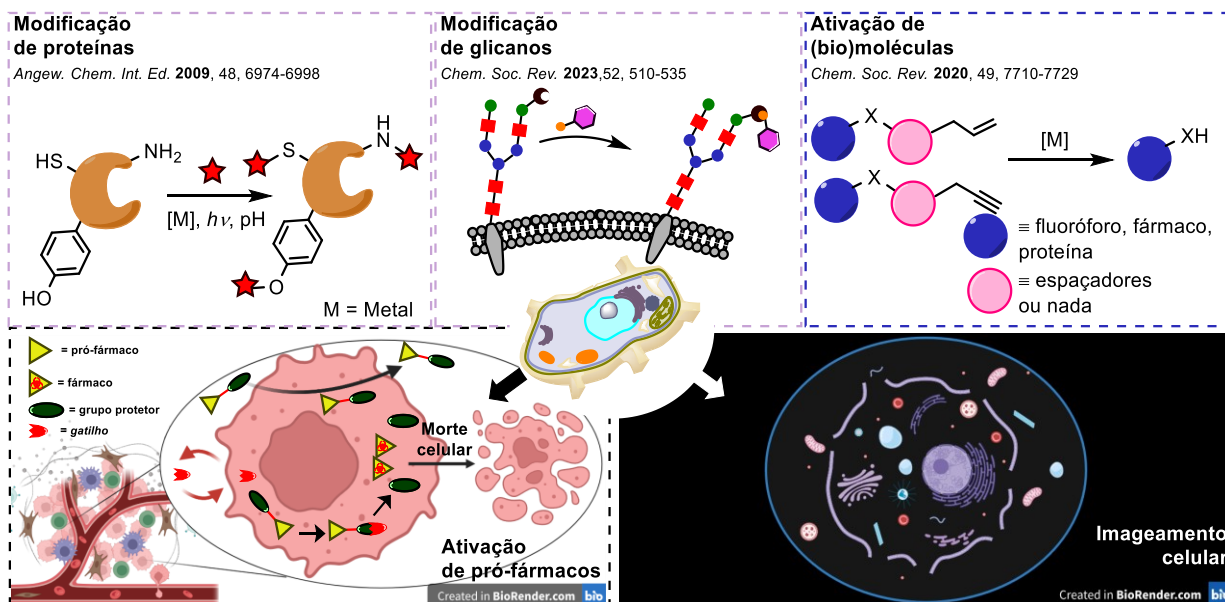 Modificação
de proteínas
Angew. Chem. Int. Ed. 2009, 48, 6974-6998
HS
NH2
S
H
N
[M], hν, pH
HO
O
M = Metal
Modificação
de glicanos
Chem. Soc. Rev. 2023,52, 510-535
Ativação de
(bio)moléculas
Chem. Soc. Rev. 2020, 49, 7710-7729
X
[M]
XH
X
≡ fluoróforo, fármaco,
proteína
≡ espaçadores
ou nada
= pró-fármaco
= fármaco
= grupo protetor
= gatilho
Morte
celular
Ativação
de pró-fármacos
Created in BioRender.com bio
Imageamento
celular
Created in BioRender.com bio